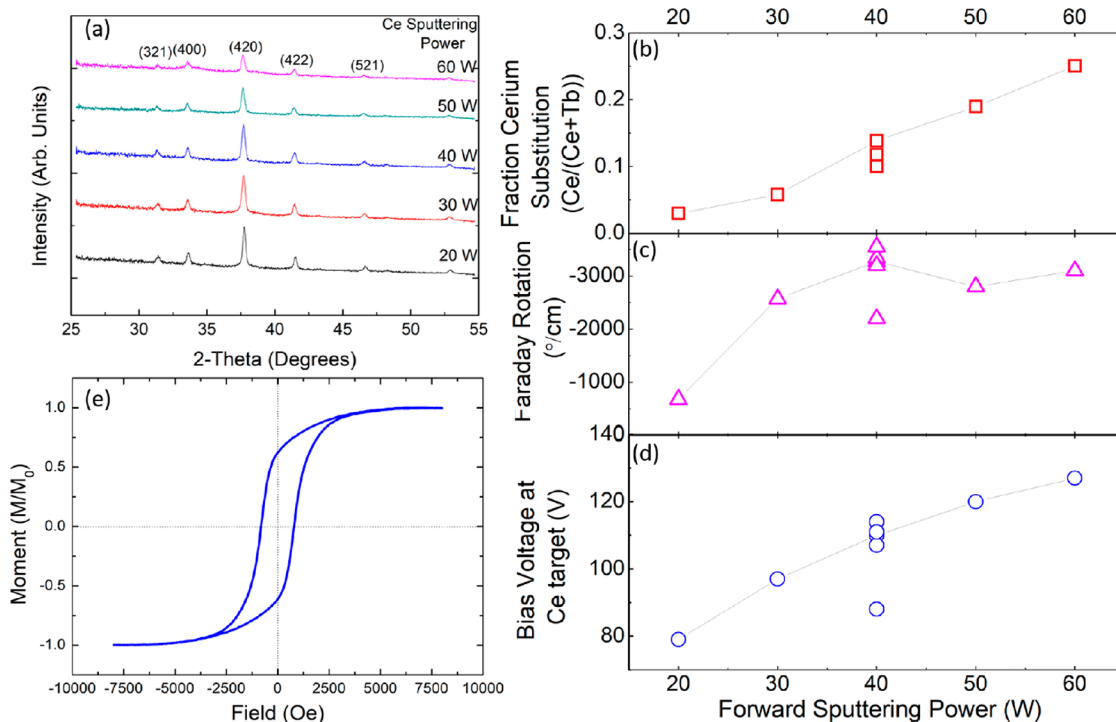 (a)
Ce Sputtering
Power
(321)
(400)
(420)
(422)
(521)
60 W
50 W
40 W
30 W
20 W
Intensity (Arb. Units)
25 30 35 40 45 50 55
2-Theta (Degrees)
(e)
1.0
0.5
0.0
-0.5
-1.0
Moment (M/M0)
-10000 -7500 -5000 -2500 0 2500 5000 7500 10000
Field (Oe)
20 30 40 50 60
(b)
0.3
0.2
0.1
0.0
Fraction Cerium
Substitution
(Ce/(Ce+Tb))
(c)
-3000
-2000
-1000
Faraday Rotation
(°/cm)
(d)
140
120
100
80
Bias Voltage at
Ce target (V)
20 30 40 50 60
Forward Sputtering Power (W)